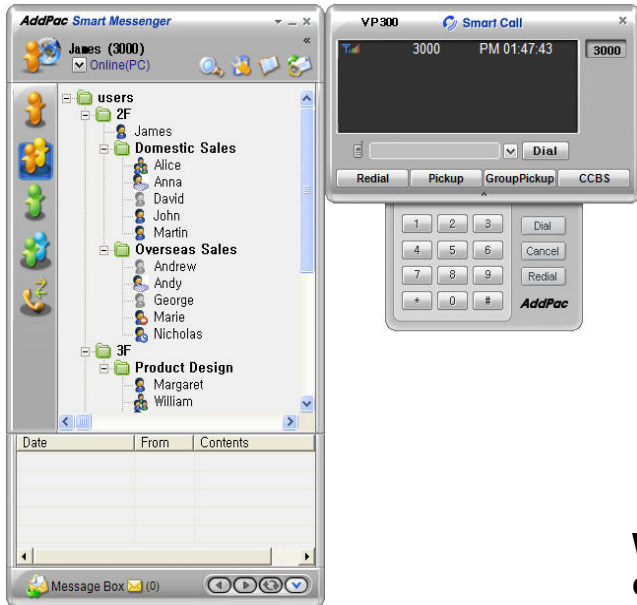 AddPac Smart Messenger
James (3000)
Online(PC)
users
2F
James
Domestic Sales
Alice
Anna
David
John
Martin
Overseas Sales
Andrew
Andy
George
Marie
Nicholas
3F
Product Design
Margaret
William
Date From Contents
Message Box (0)
VP300 Smart Call
3000 PM 01:47:43 3000
Dial
Redial Pickup GroupPickup CCBS
1 2 3 Dial
4 5 6 Cancel
7 8 9 Redial
* 0 # AddPac